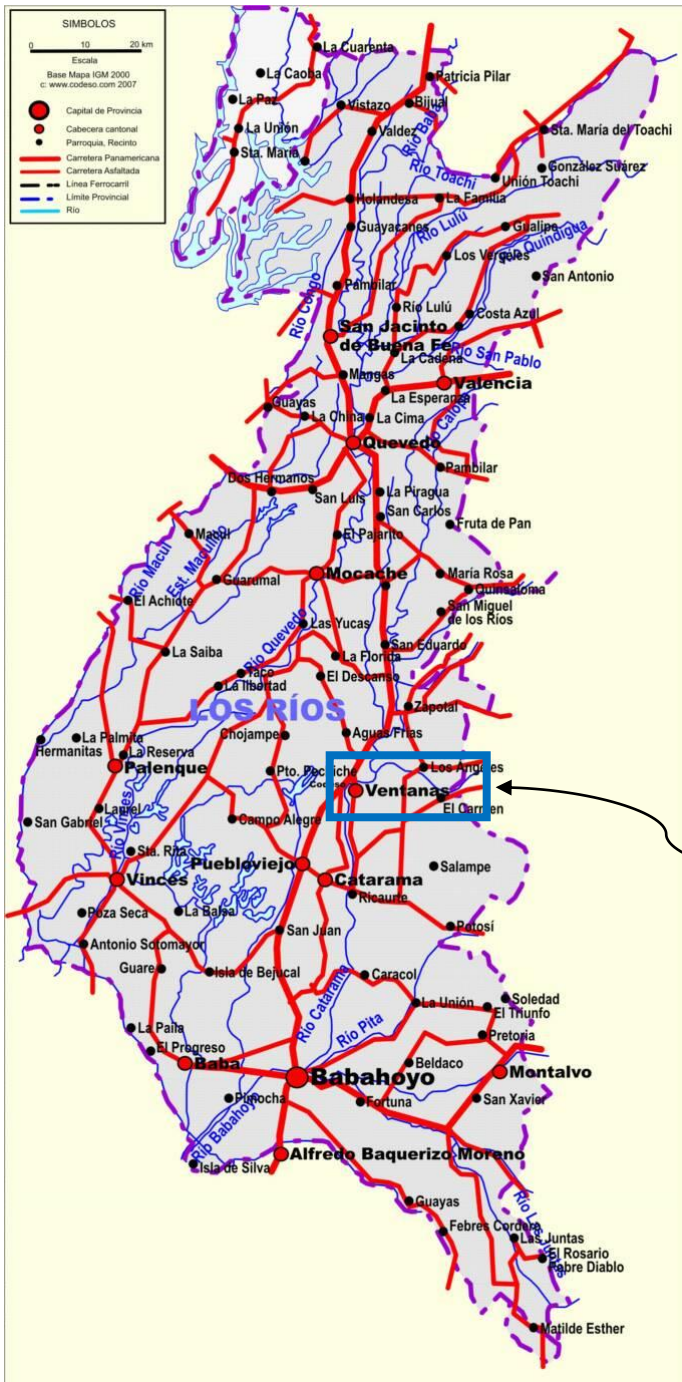 SIMBOLOS
0 10 20 km
Escala
Base Mapa IGM 2000
c: www.codeso.com 2007
Capital de Provincia
Cabecera cantonal
Parroquia, Recinto
Carretera Panamericana
Carretera Asfaltada
Línea Ferrocarril
Límite Provincial
Río
La Cuarenta
La Caoba
Patricia Pilar
La Paz
Vistazo
Bijual
La Unión
Valdez
Río Baba
Sta. María del Toachi
Sta. María
Río Toachi
González Suárez
Unión Toachi
Holandesa
La Familia
Guayacanes
Río Lulú
Gualipe
Río Quindigua
Los Vergeles
San Antonio
Pambilar
Río Congo
Río Lulú
Costa Azul
San Jacinto
de Buena Fe
La Cadena
Río San Pablo
Mangas
Valencia
La Esperanza
Guayas
La China
La Cima
Quevedo
Pambilar
Dos Hermanos
San Luis
La Piragua
San Carlos
Fruta de Pan
Macul
El Pajarito
Río Macul
Est. Maculillo
Guarumal
Mocache
María Rosa
Quinsaloma
El Achiote
San Miguel
de los Ríos
Las Yucas
La Saiba
Río Quevedo
San Eduardo
La Florida
Taco
El Descanso
La libertad
LOS RÍOS
Zapotal
Hermanitas
La Palmita
Chojampe
Aguas Frías
La Reserva
Palenque
Pto. Pechiche
Los Angeles
Codeso
Ventanas
El Carmen
Laurel
San Gabriel
Río Vinces
Campo Alegre
Sta. Rita
Puebloviejo
Salampe
Vinces
Catarama
Ricaurte
Poza Seca
La Balsa
Potosí
Antonio Sotomayor
San Juan
Guare
Isla de Bejucal
Caracol
Río Catarama
La Unión
Soledad
El Triunfo
La Paila
Río Pita
Pretoria
El Progreso
Baba
Beldaco
Babahoyo
Montalvo
Pimocha
Fortuna
San Xavier
Río Babahoyo
Alfredo Baquerizo Moreno
Isla de Silva
Guayas
Febres Cordero
Río Las Juntas
Las Juntas
El Rosario
Pobre Diablo
Matilde Esther